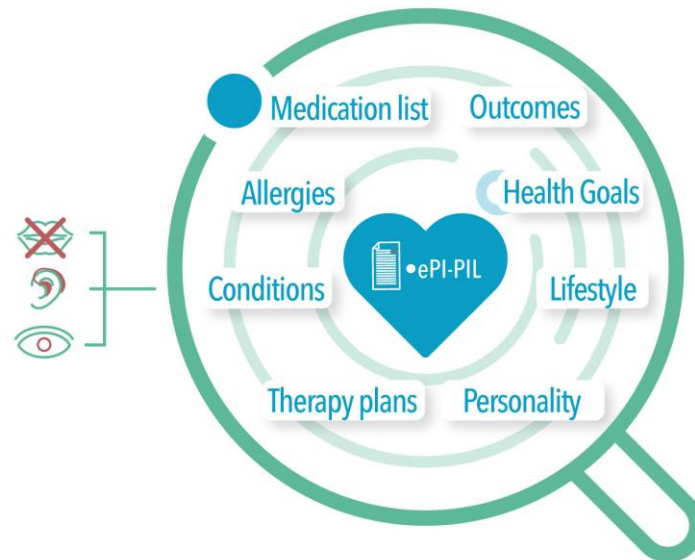 Medication list
Outcomes
Allergies
Health Goals
•ePI-PIL
Conditions
Lifestyle
Therapy plans
Personality